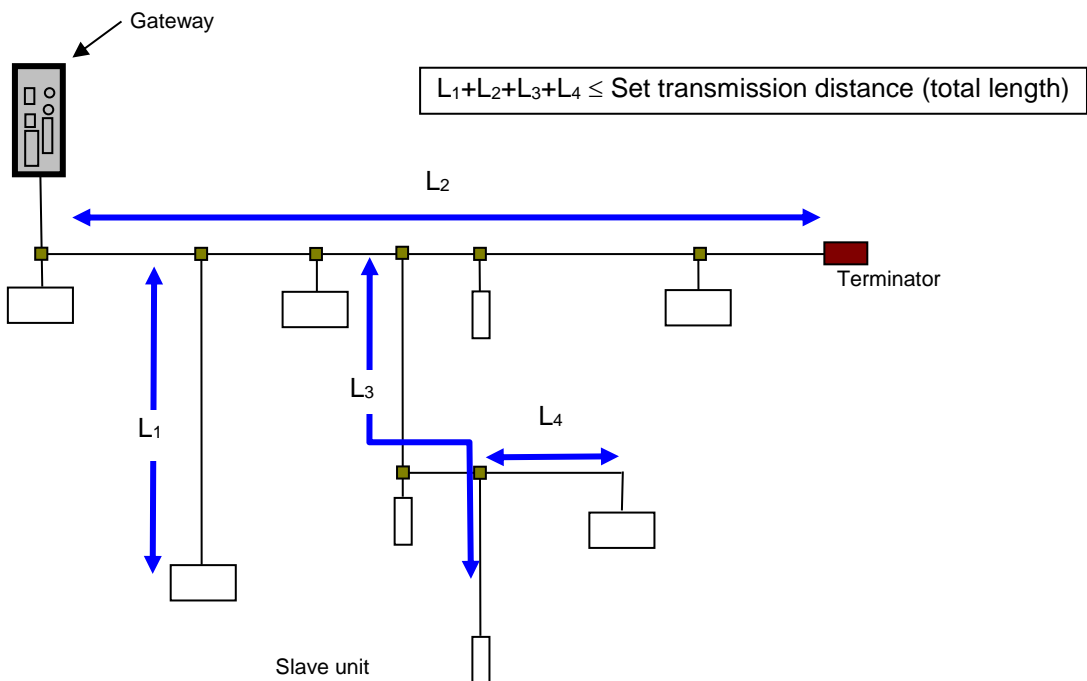 Gateway
L₁+L₂+L₃+L₄ ≤ Set transmission distance (total length)
L₂
Terminator
L₃
L₁
L₄
Slave unit